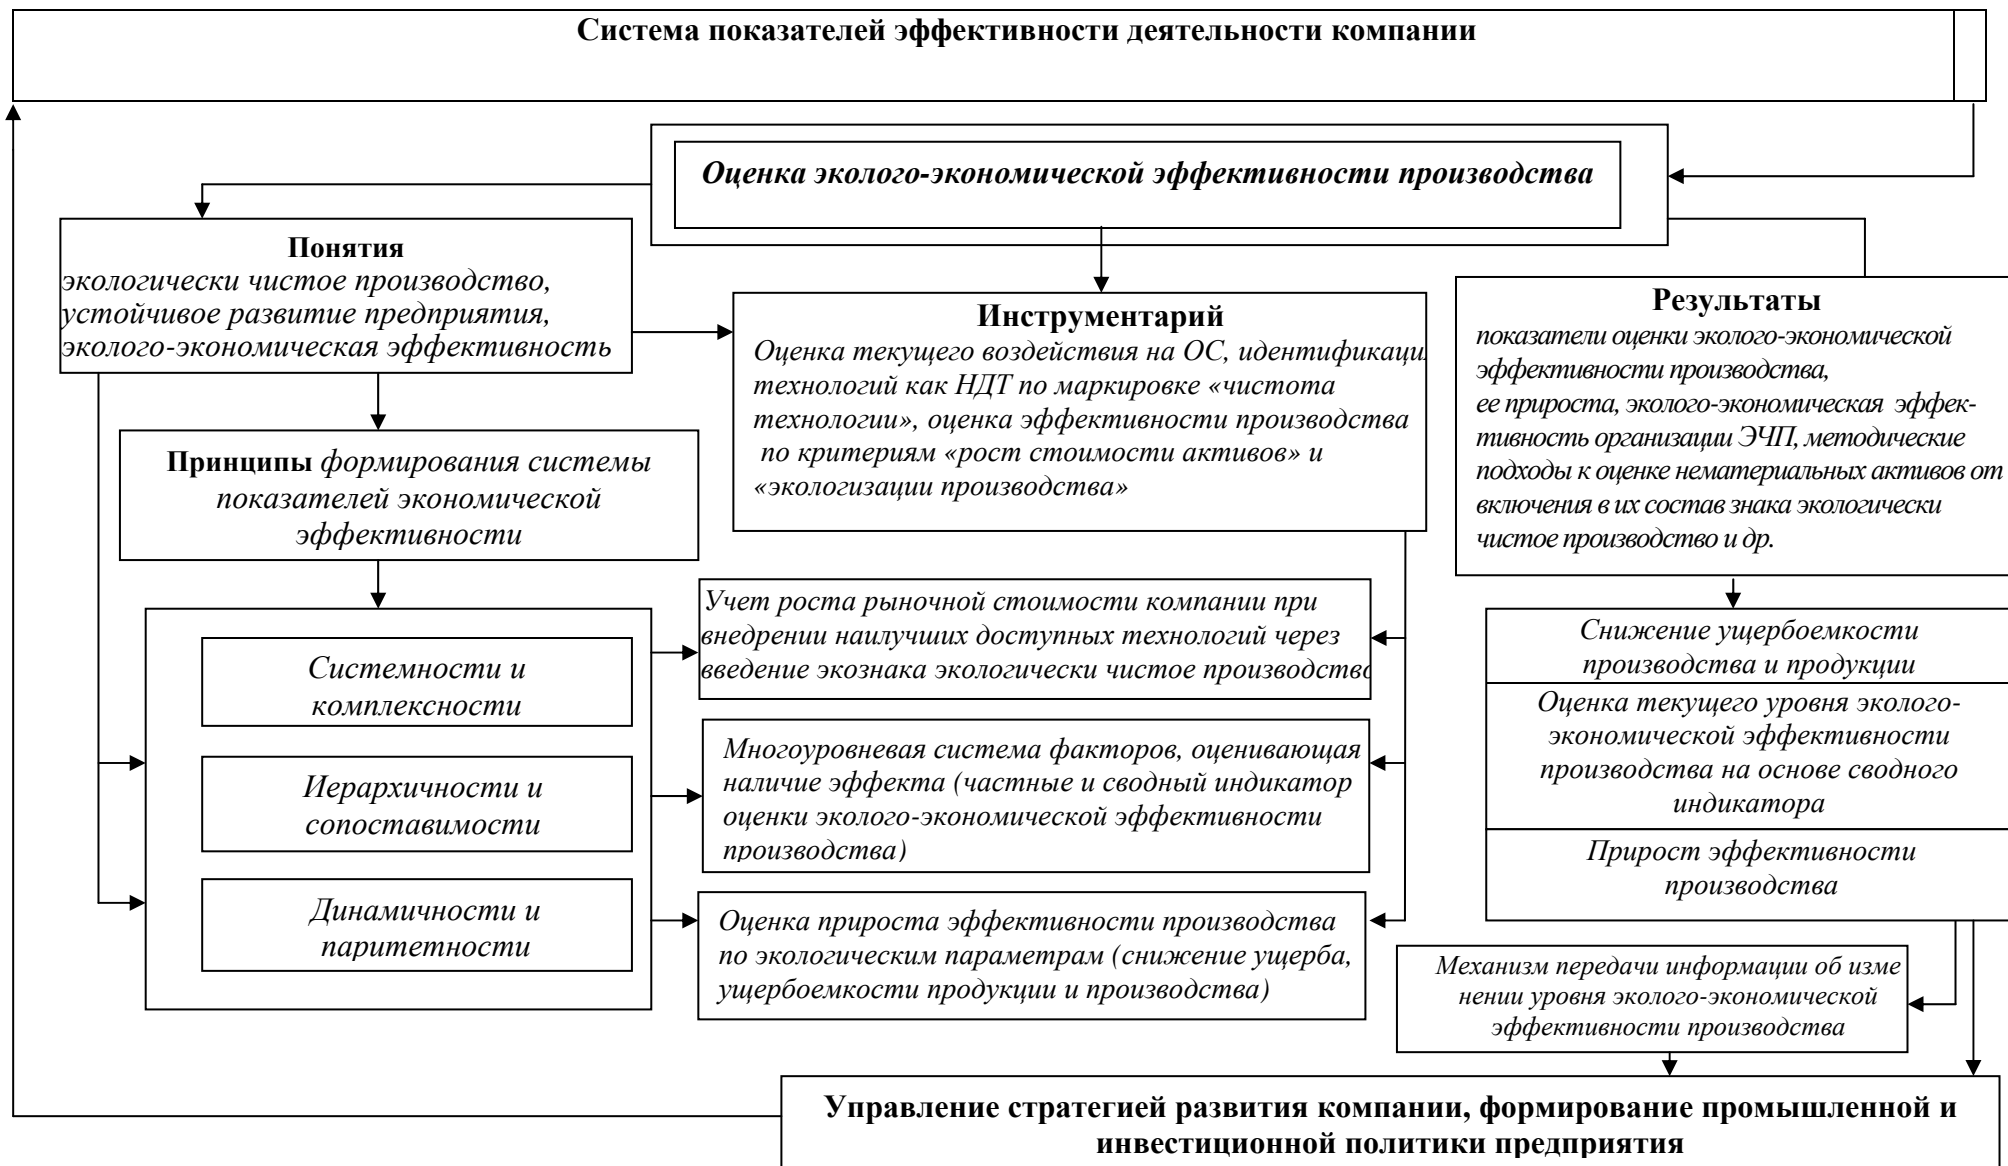 Система показателей эффективности деятельности компании
Оценка эколого-экономической эффективности производства
Понятия
экологически чистое производство,
устойчивое развитие предприятия,
эколого-экономическая эффективность
Инструментарий
Оценка текущего воздействия на ОС, идентификаци
технологий как НДТ по маркировке «чистота
технологии», оценка эффективности производства
по критериям «рост стоимости активов» и
«экологизации производства»
Результаты
показатели оценки эколого-экономической
эффективности производства,
ее прироста, эколого-экономическая эффек-
тивность организации ЭЧП, методические
подходы к оценке нематериальных активов от
включения в их состав знака экологически
чистое производство и др.
Принципы формирования системы
показателей экономической
эффективности
Системности и
комплексности
Иерархичности и
сопоставимости
Динамичности и
паритетности
Учет роста рыночной стоимости компании при
внедрении наилучших доступных технологий через
введение экознака экологически чистое производство
Многоуровневая система факторов, оценивающая
наличие эффекта (частные и сводный индикатор
оценки эколого-экономической эффективности
производства)
Оценка прироста эффективности производства
по экологическим параметрам (снижение ущерба,
ущербоемкости продукции и производства)
Снижение ущербоемкости
производства и продукции
Оценка текущего уровня эколого-
экономической эффективности
производства на основе сводного
индикатора
Прирост эффективности
производства
Механизм передачи информации об изме
нении уровня эколого-экономической
эффективности производства
Управление стратегией развития компании, формирование промышленной и
инвестиционной политики предприятия